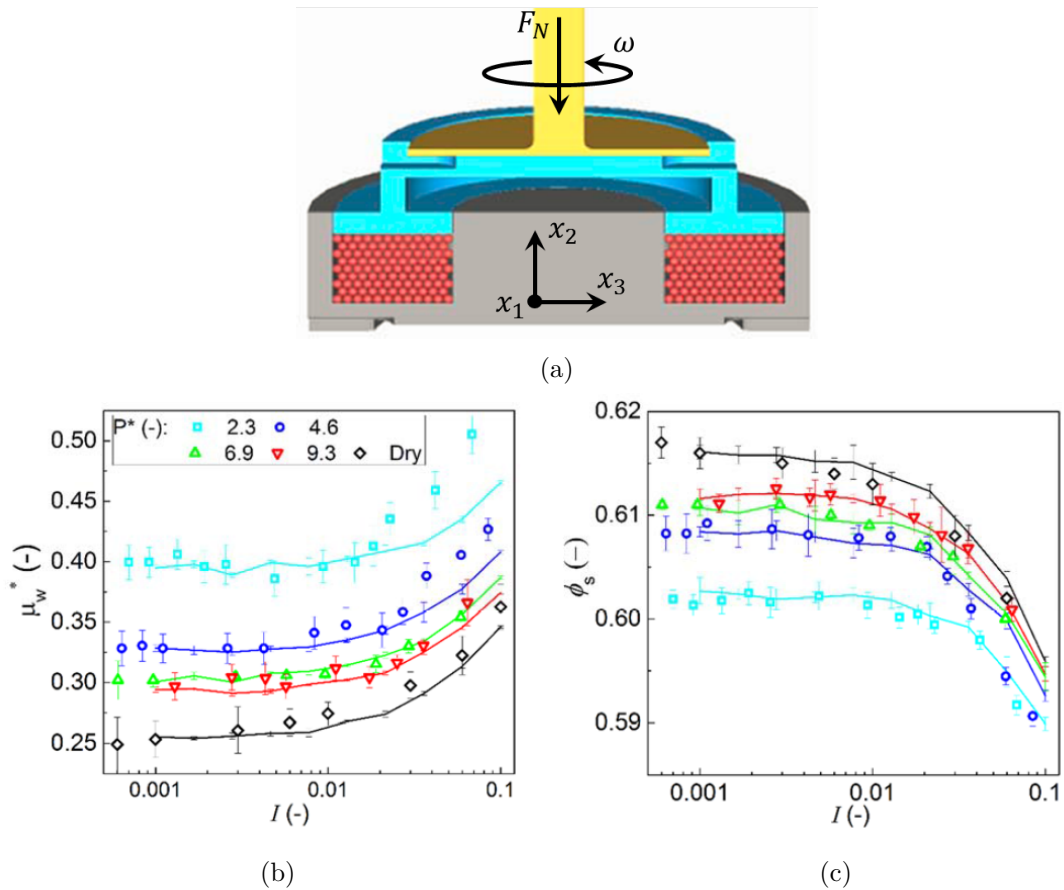 F_N
ω
x_2
x_1
x_3
(a)
P* (-):
2.3
4.6
6.9
9.3
Dry
0.50
0.45
0.40
0.35
0.30
0.25
μ_w* (-)
0.001
0.01
0.1
I (-)
(b)
0.62
0.61
0.60
0.59
ϕ_s (−)
0.001
0.01
0.1
I (-)
(c)